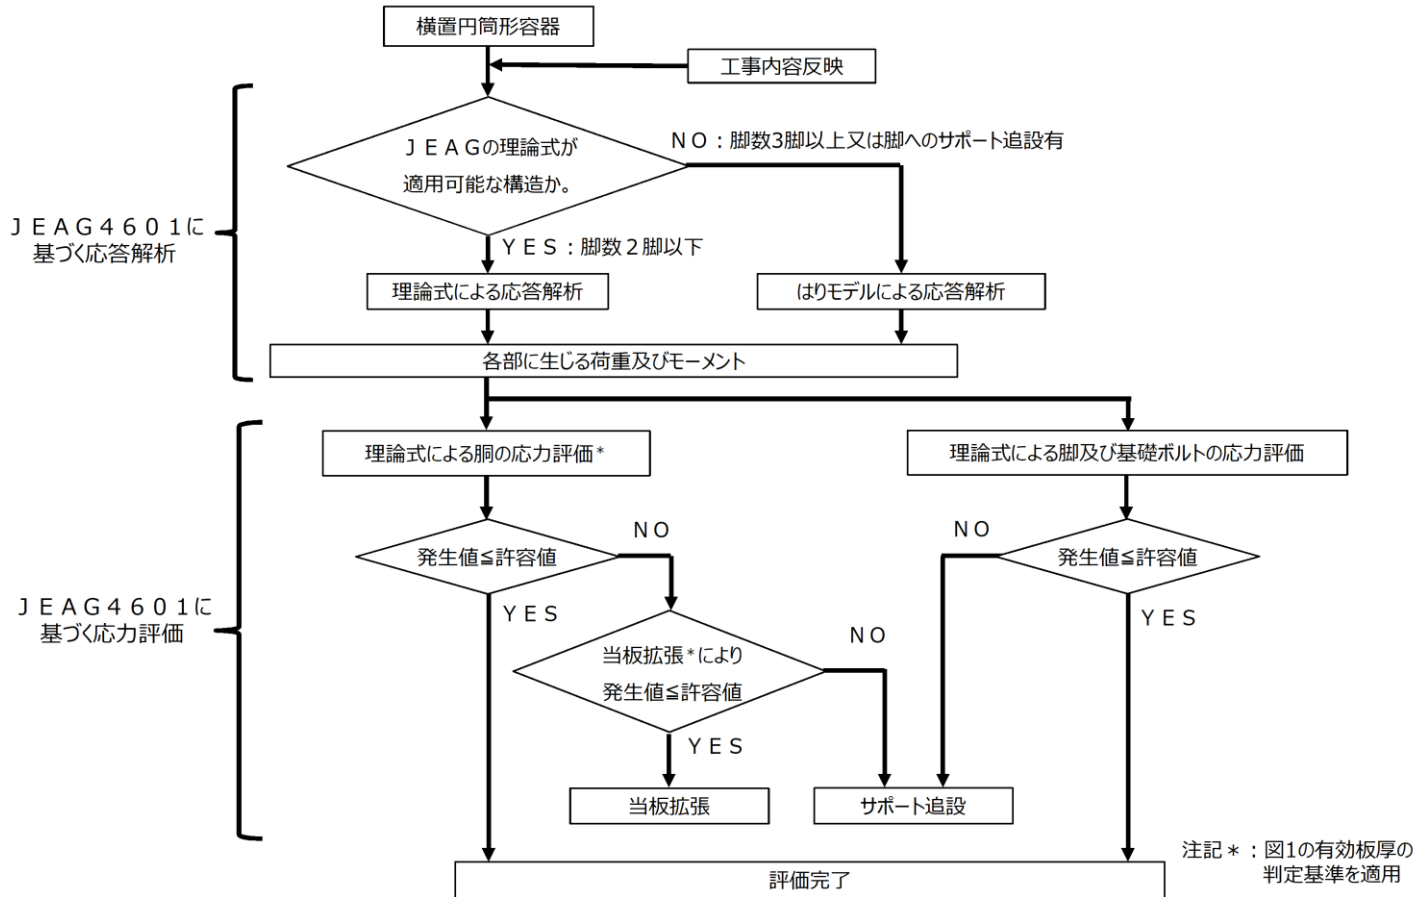 横置円筒形容器
工事内容反映
JEAGの理論式が
適用可能な構造か。
NO：脚数3脚以上又は脚へのサポート追設有
JEAG4601に
基づく応答解析
YES：脚数２脚以下
理論式による応答解析
はりモデルによる応答解析
各部に生じる荷重及びモーメント
理論式による胴の応力評価*
理論式による脚及び基礎ボルトの応力評価
発生値≦許容値
NO
NO
発生値≦許容値
JEAG4601に
基づく応力評価
YES
YES
当板拡張*により
発生値≦許容値
NO
YES
当板拡張
サポート追設
評価完了
注記＊：図1の有効板厚の
判定基準を適用